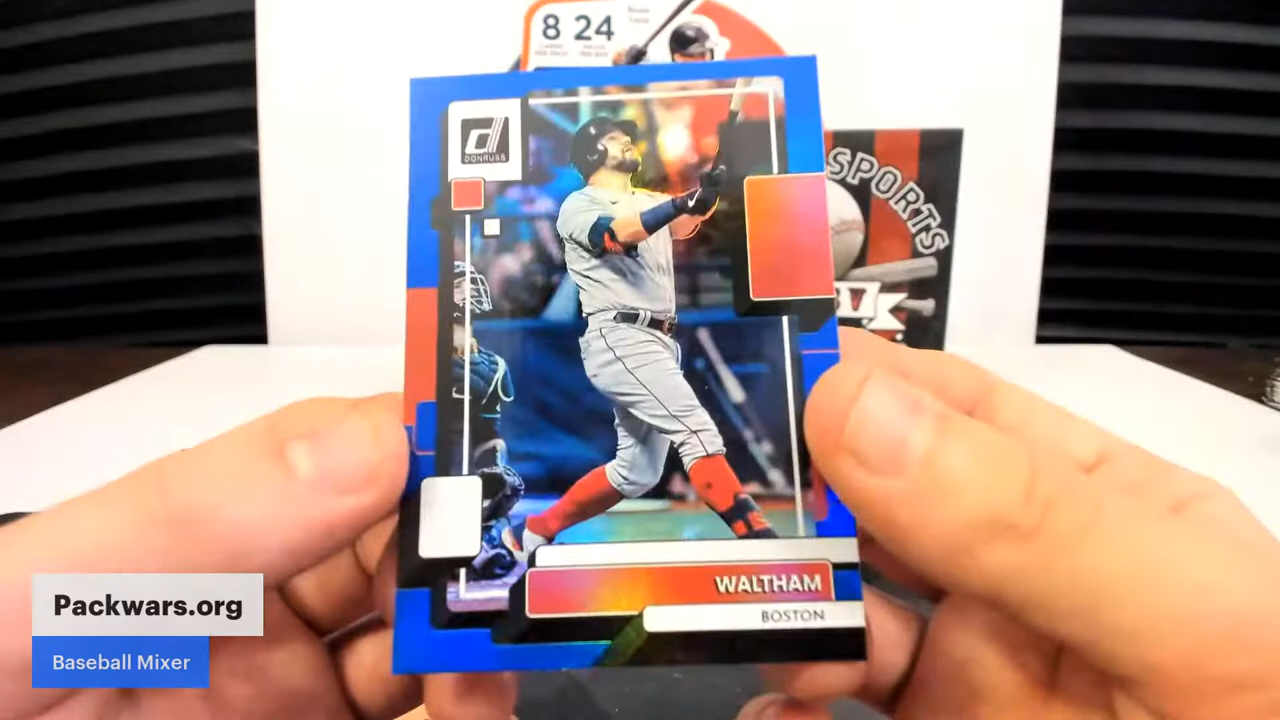 8 24
DONRUSS
SPORTS
WALTHAM
BOSTON
Packwars.org
Baseball Mixer